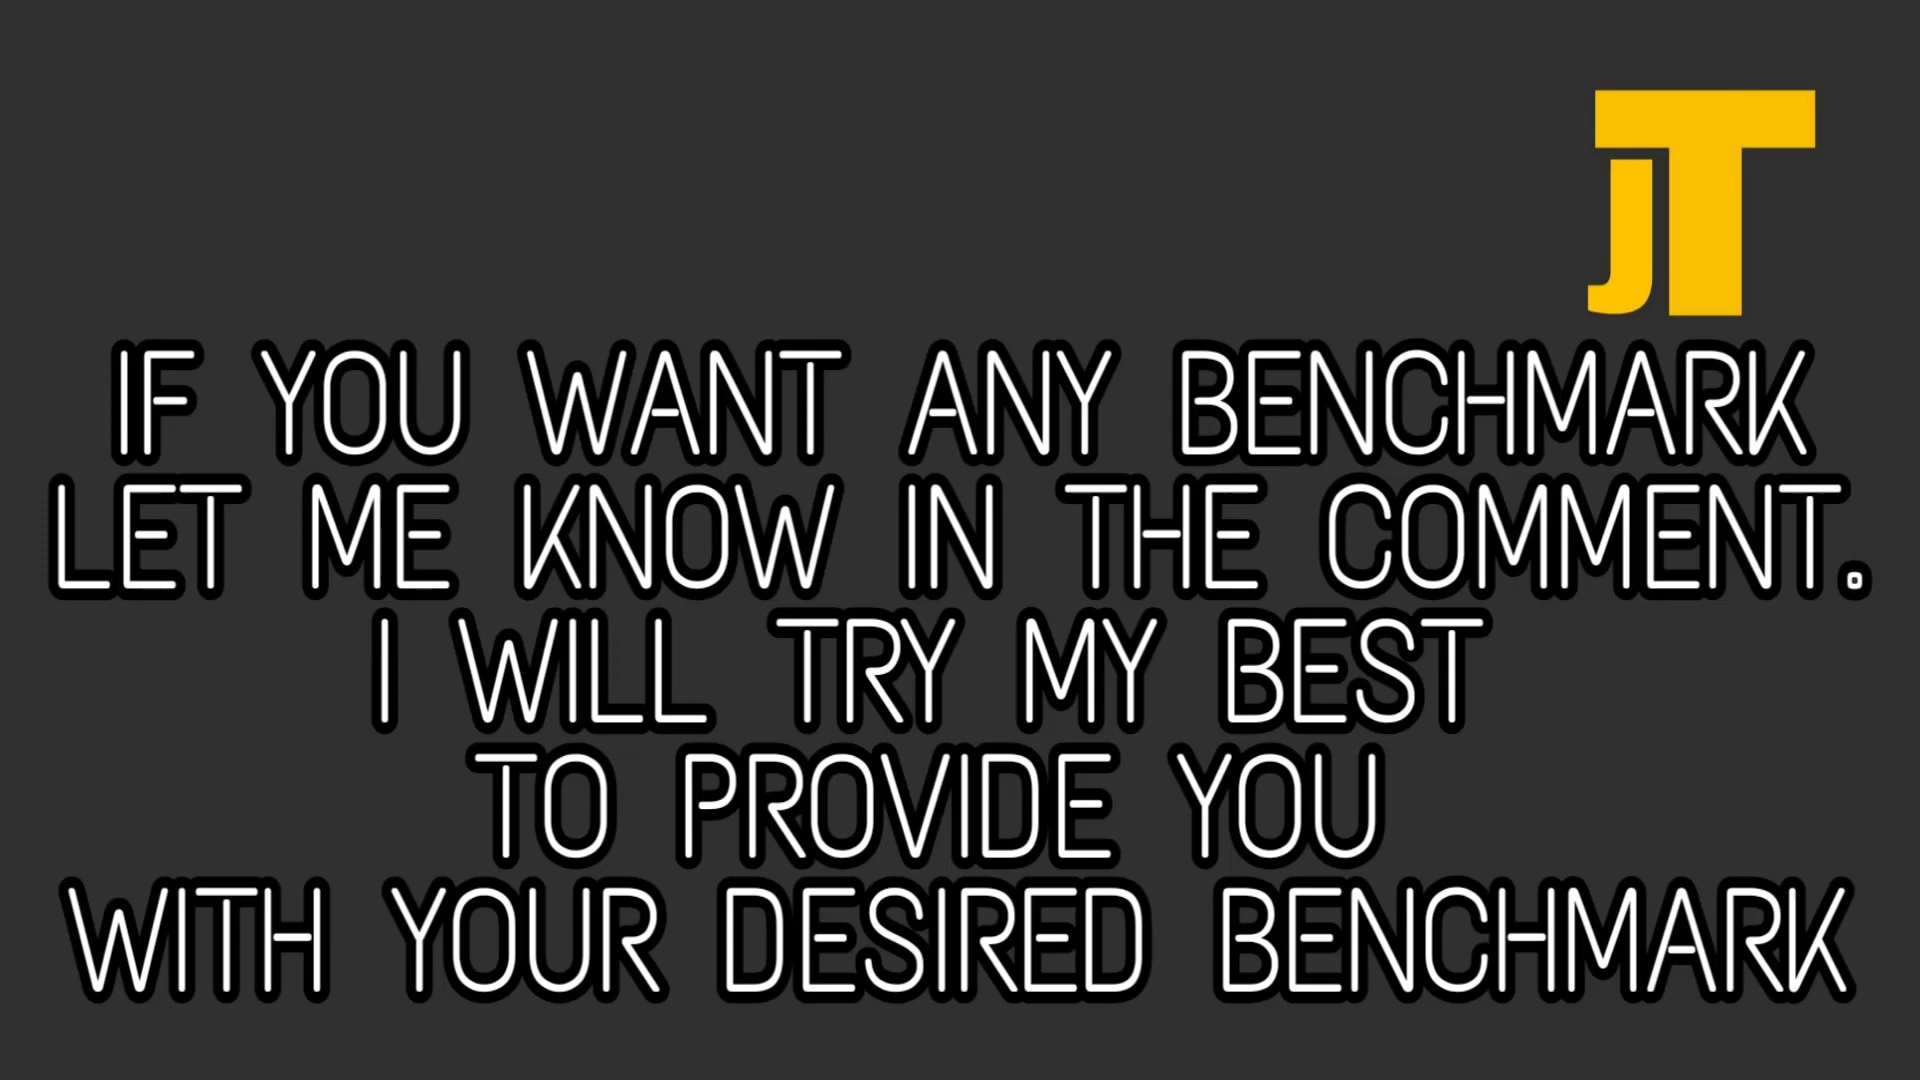 jT
IF YOU WANT ANY BENCHMARK
LET ME KNOW IN THE COMMENT.
I WILL TRY MY BEST
TO PROVIDE YOU
WITH YOUR DESIRED BENCHMARK